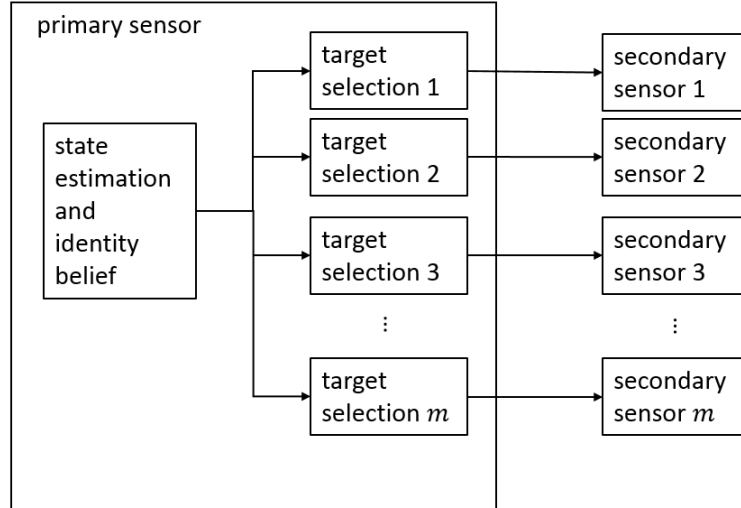 primary sensor
state
estimation
and
identity
belief
target
selection 1
secondary
sensor 1
target
selection 2
secondary
sensor 2
target
selection 3
secondary
sensor 3
⋮
⋮
target
selection m
secondary
sensor m